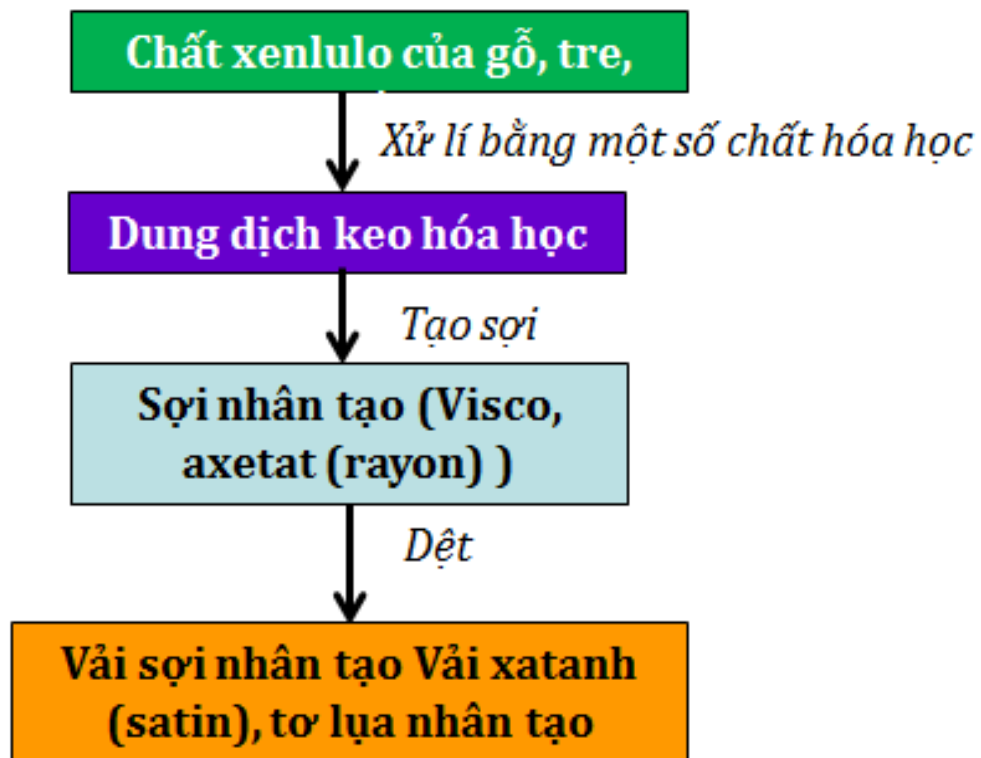 Chất xenlulo của gỗ, tre,
Xử lí bằng một số chất hóa học
Dung dịch keo hóa học
Tạo sợi
Sợi nhân tạo (Visco,
axetat (rayon) )
Dệt
Vải sợi nhân tạo Vải xatanh
(satin), tơ lụa nhân tạo